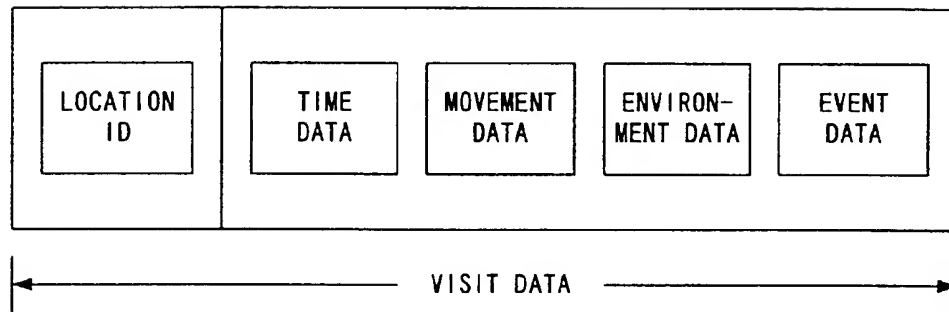 LOCATION
ID
TIME
DATA
MOVEMENT
DATA
ENVIRON-
MENT DATA
EVENT
DATA
VISIT DATA